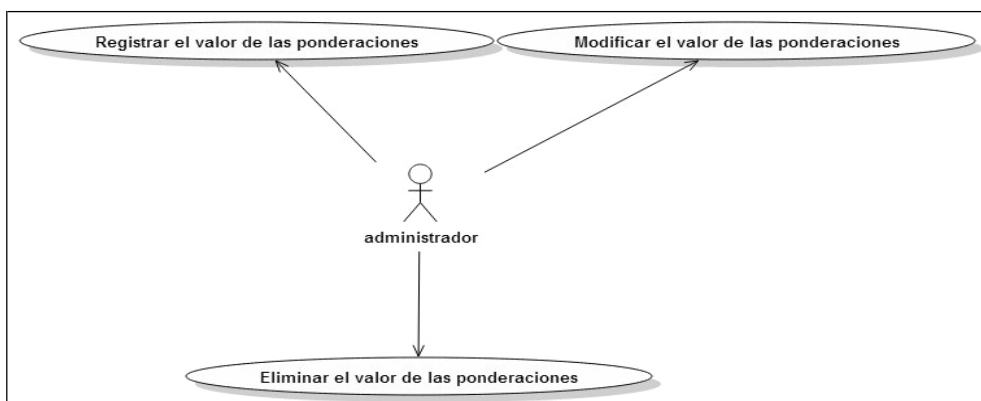 Registrar el valor de las ponderaciones
Modificar el valor de las ponderaciones
administrador
Eliminar el valor de las ponderaciones